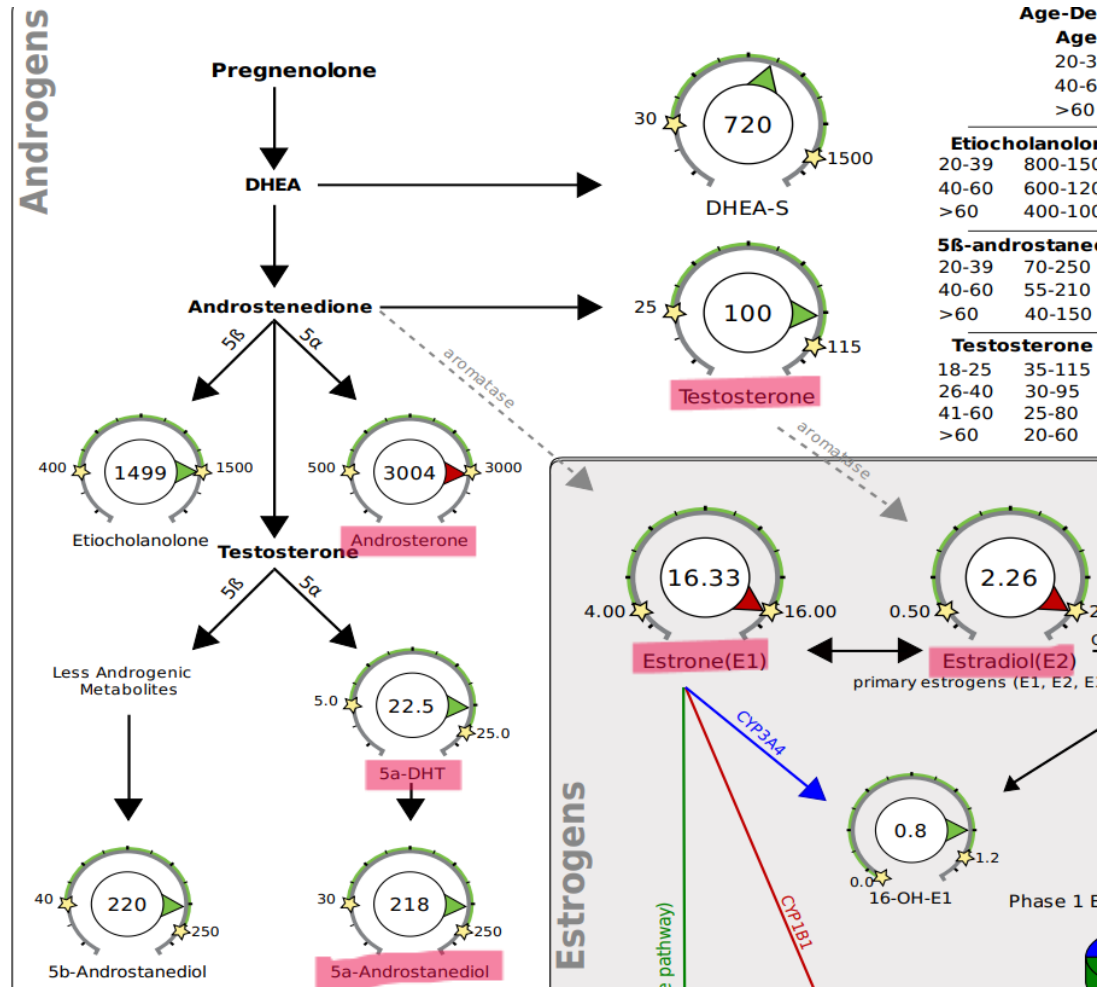 Androgens
Pregnenolone
DHEA
Androstenedione
5ß
5α
30
720
1500
DHEA-S
25
100
115
Testosterone
aromatase
aromatase
400
1499
1500
Etiocholanolone
500
3004
3000
Androsterone
Testosterone
5ß
5α
Less Androgenic
Metabolites
5.0
22.5
25.0
5a-DHT
40
220
250
5b-Androstanediol
30
218
250
5a-Androstanediol
Age-De
Age
20-3
40-6
>60
Etiocholanolon
20-39 800-150
40-60 600-120
>60 400-100
5ß-androstaned
20-39 70-250
40-60 55-210
>60 40-150
Testosterone
18-25 35-115
26-40 30-95
41-60 25-80
>60 20-60
Estrogens
4.00
16.33
16.00
Estrone(E1)
0.50
2.26
2
Estradiol(E2)
primary estrogens (E1, E2, E3
CYP3A4
CYP1B1
e pathway)
0.0
0.8
1.2
16-OH-E1
Phase 1 E